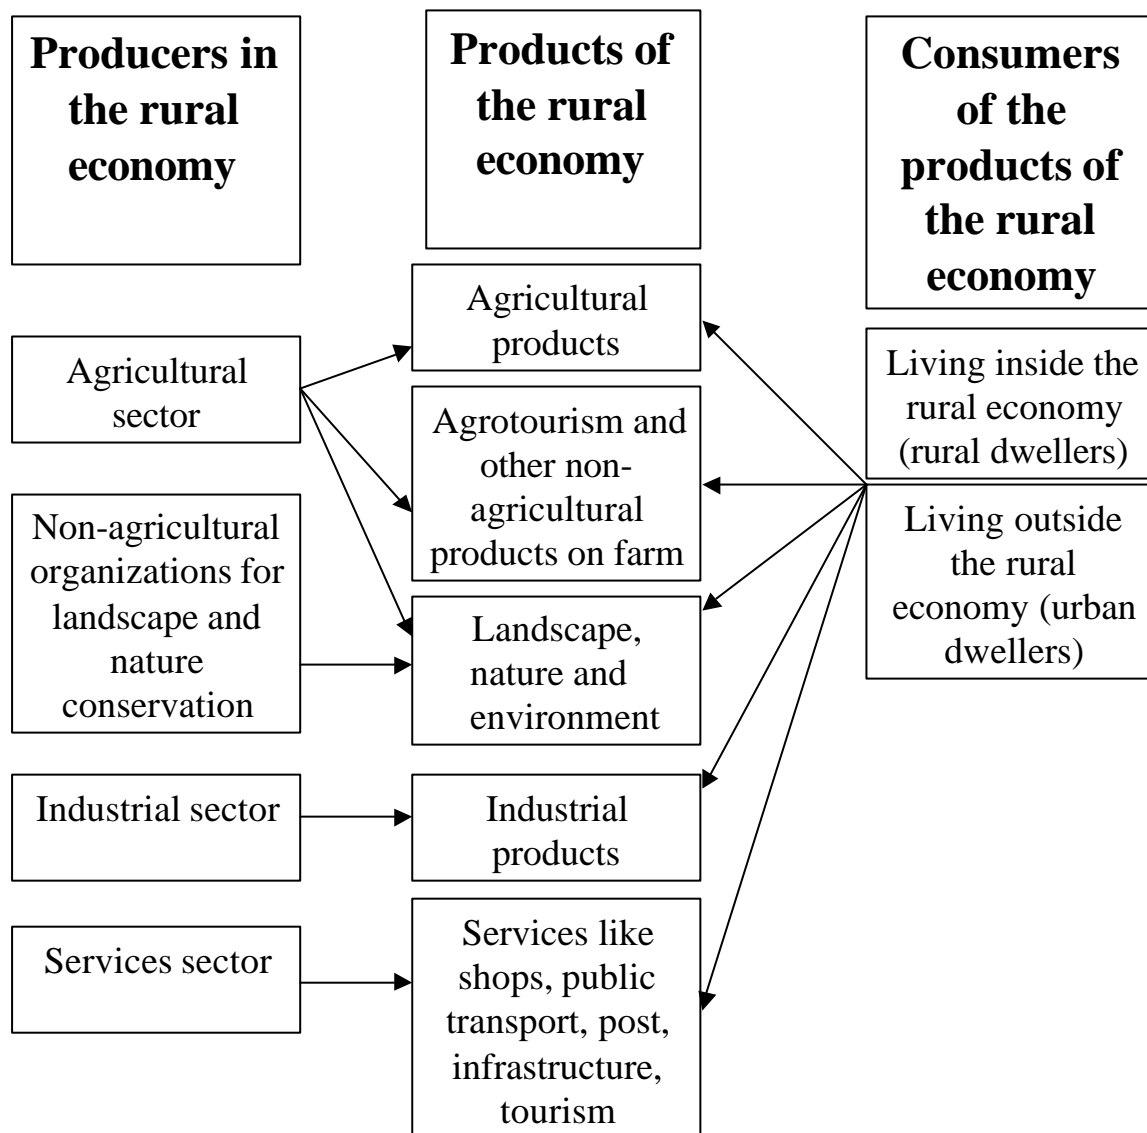 Producers in
the rural
economy
Products of
the rural
economy
Consumers
of the
products of
the rural
economy
Agricultural
sector
Non-agricultural
organizations for
landscape and
nature
conservation
Industrial sector
Services sector
Agricultural
products
Agrotourism and
other non-
agricultural
products on farm
Landscape,
nature and
environment
Industrial
products
Services like
shops, public
transport, post,
infrastructure,
tourism
Living inside the
rural economy
(rural dwellers)
Living outside
the rural
economy (urban
dwellers)